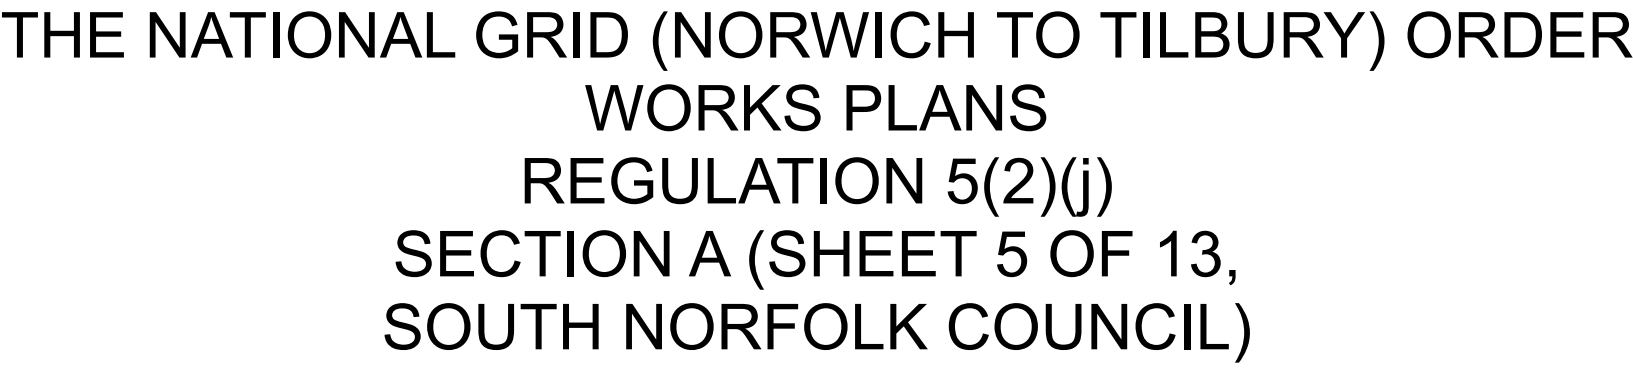 THE NATIONAL GRID (NORWICH TO TILBURY) ORDER
WORKS PLANS
REGULATION 5(2)(j)
SECTION A (SHEET 5 OF 13,
SOUTH NORFOLK COUNCIL)